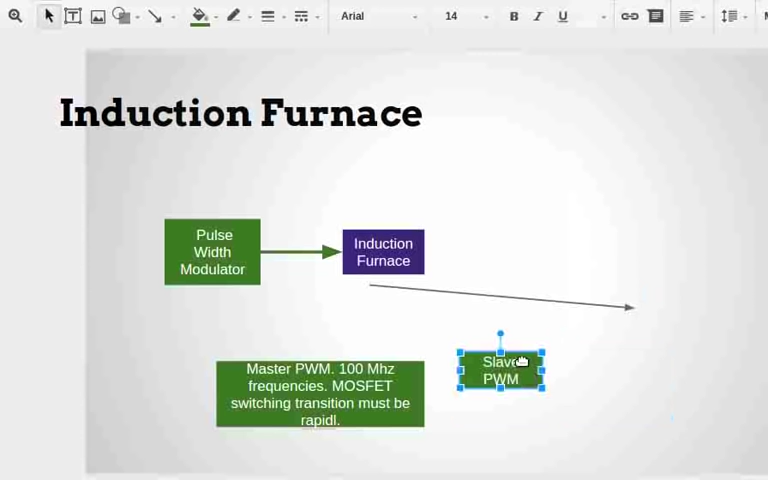 Arial 14 B I U
Induction Furnace
Pulse
Width
Modulator
Induction
Furnace
Master PWM. 100 Mhz
frequencies. MOSFET
switching transition must be
rapidl.
Slave
PWM